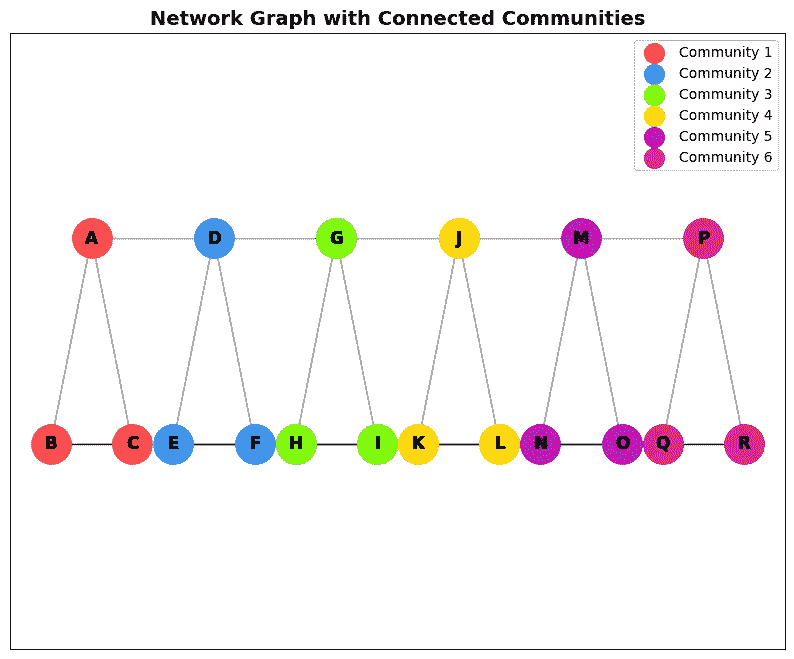 Network Graph with Connected Communities
Community 1
Community 2
Community 3
Community 4
Community 5
Community 6
A D G J M P
B C E F H I K L N O Q R